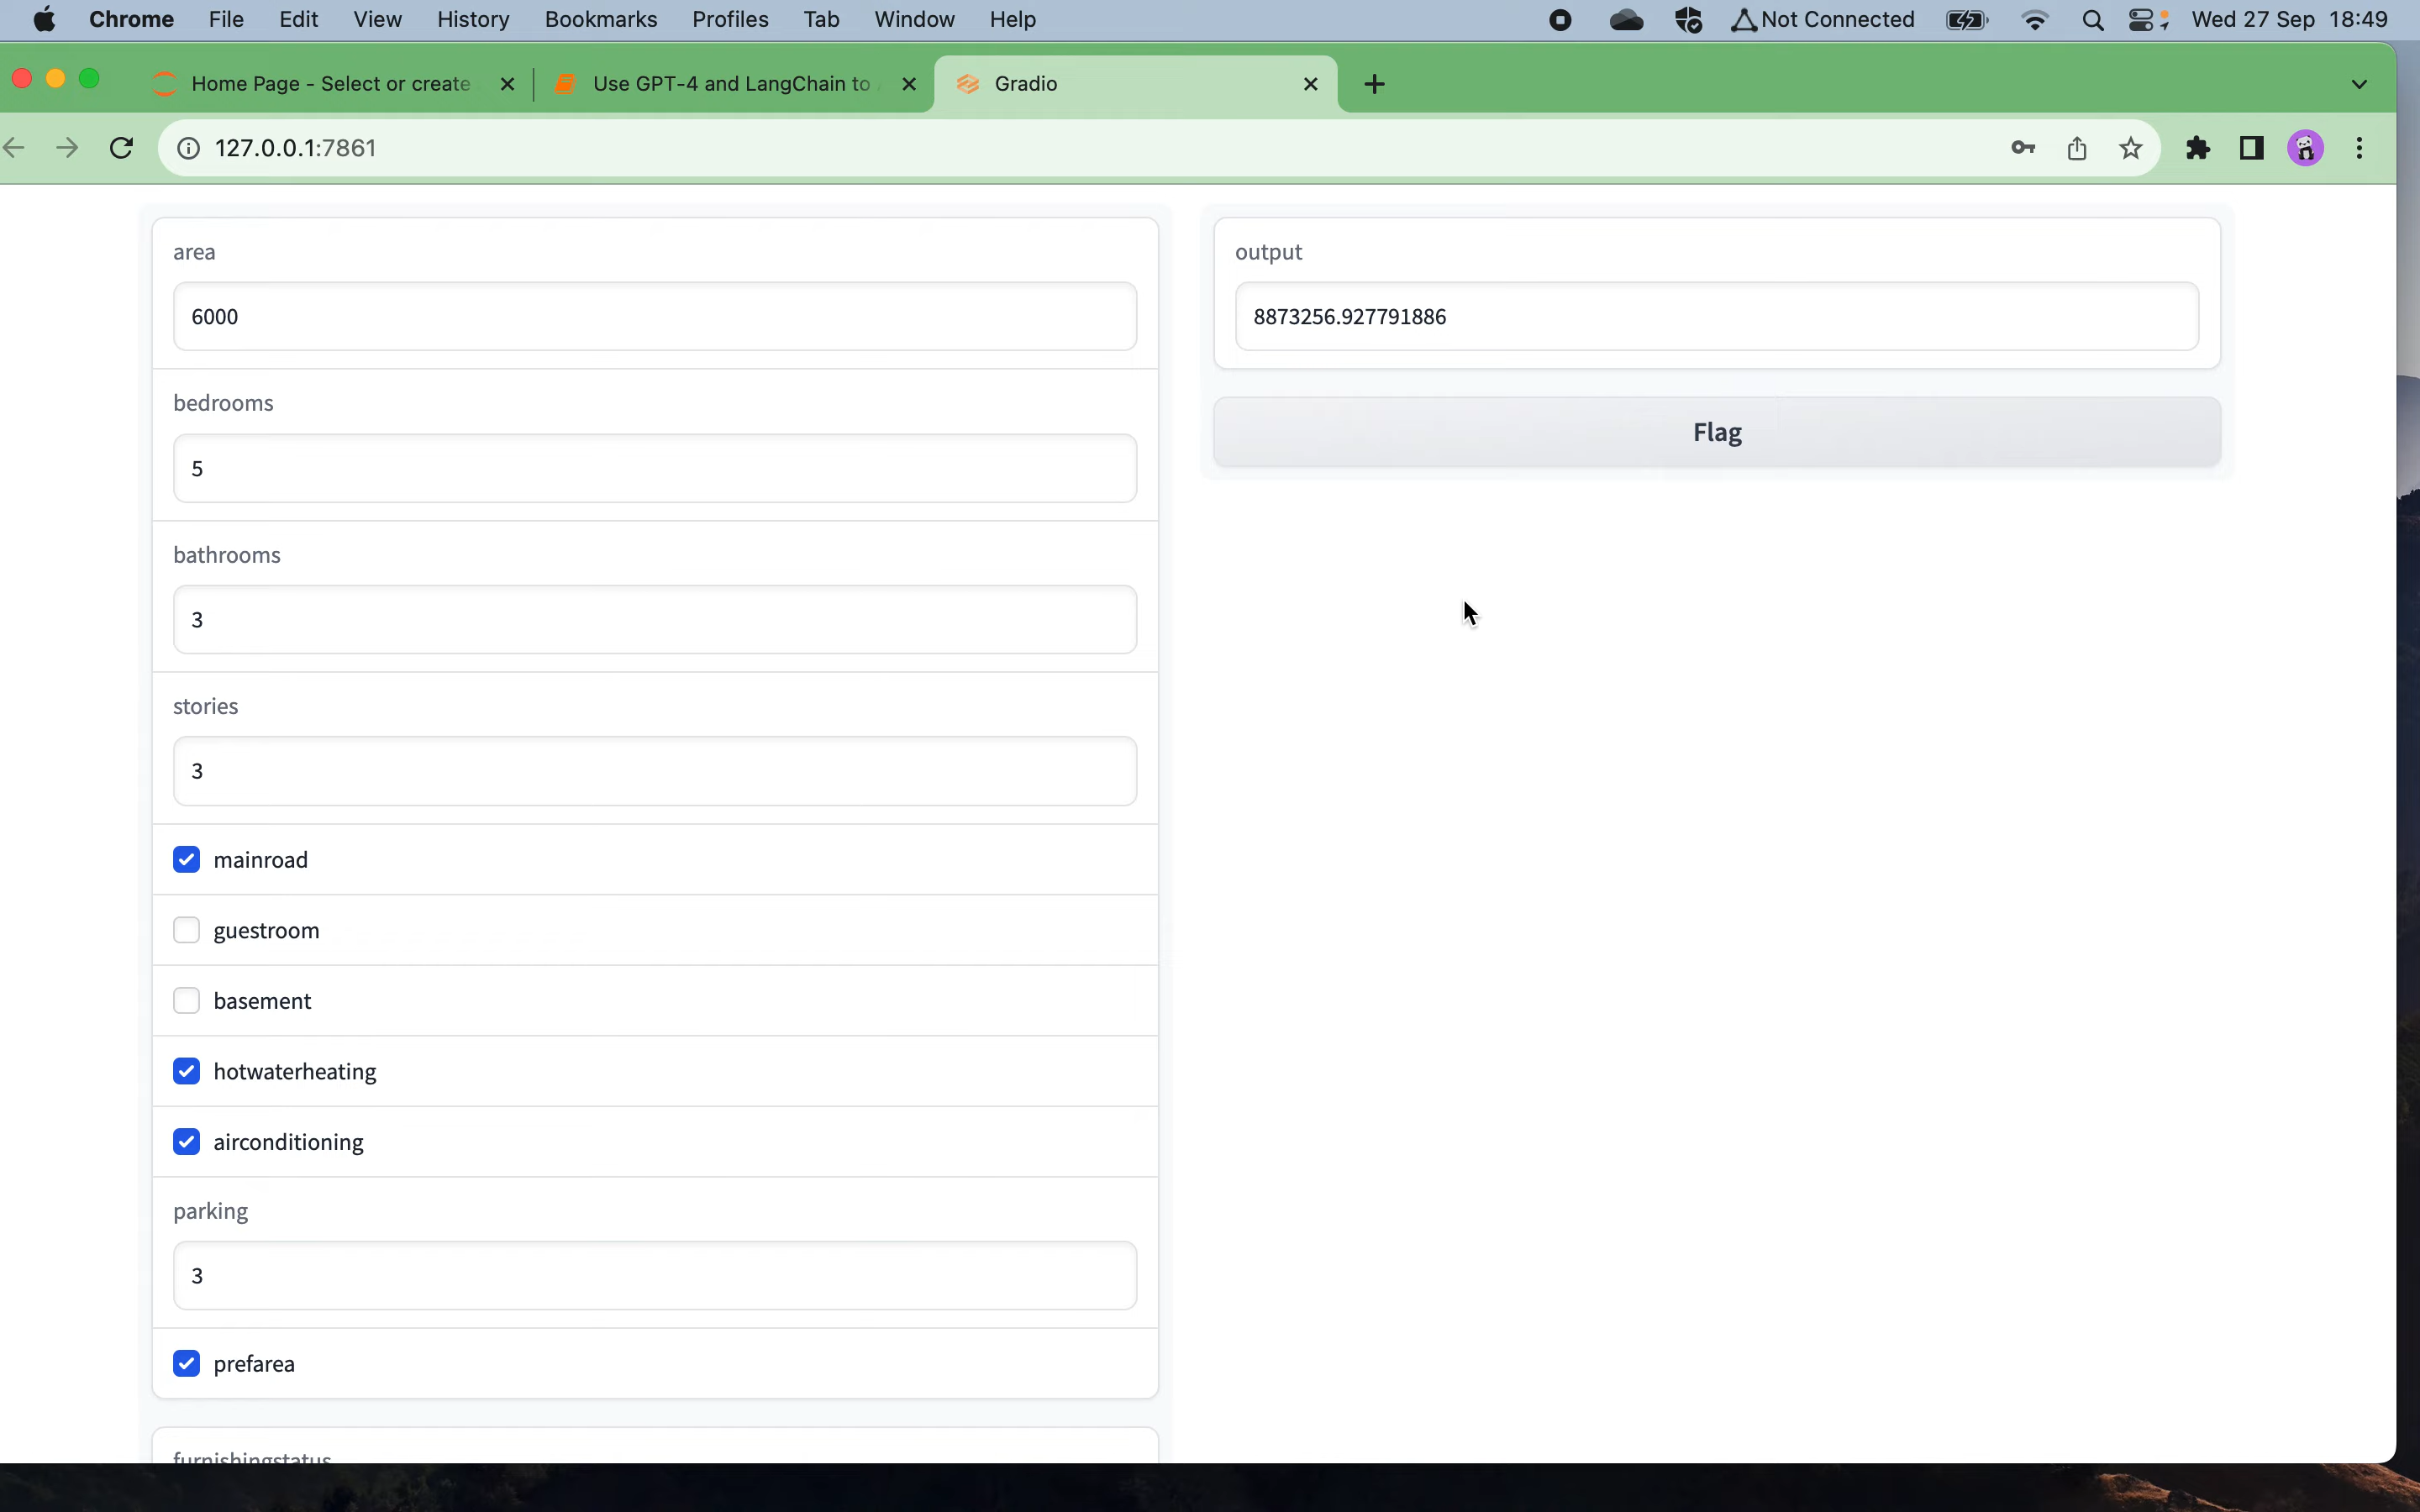 Chrome File Edit View History Bookmarks Profiles Tab Window Help Not Connected Wed 27 Sep 18:49
Home Page - Select or create Use GPT-4 and LangChain to Gradio
127.0.0.1:7861
area
6000
bedrooms
5
bathrooms
3
stories
3
mainroad
guestroom
basement
hotwaterheating
airconditioning
parking
3
prefarea
furnishingstatus
output
8873256.927791886
Flag